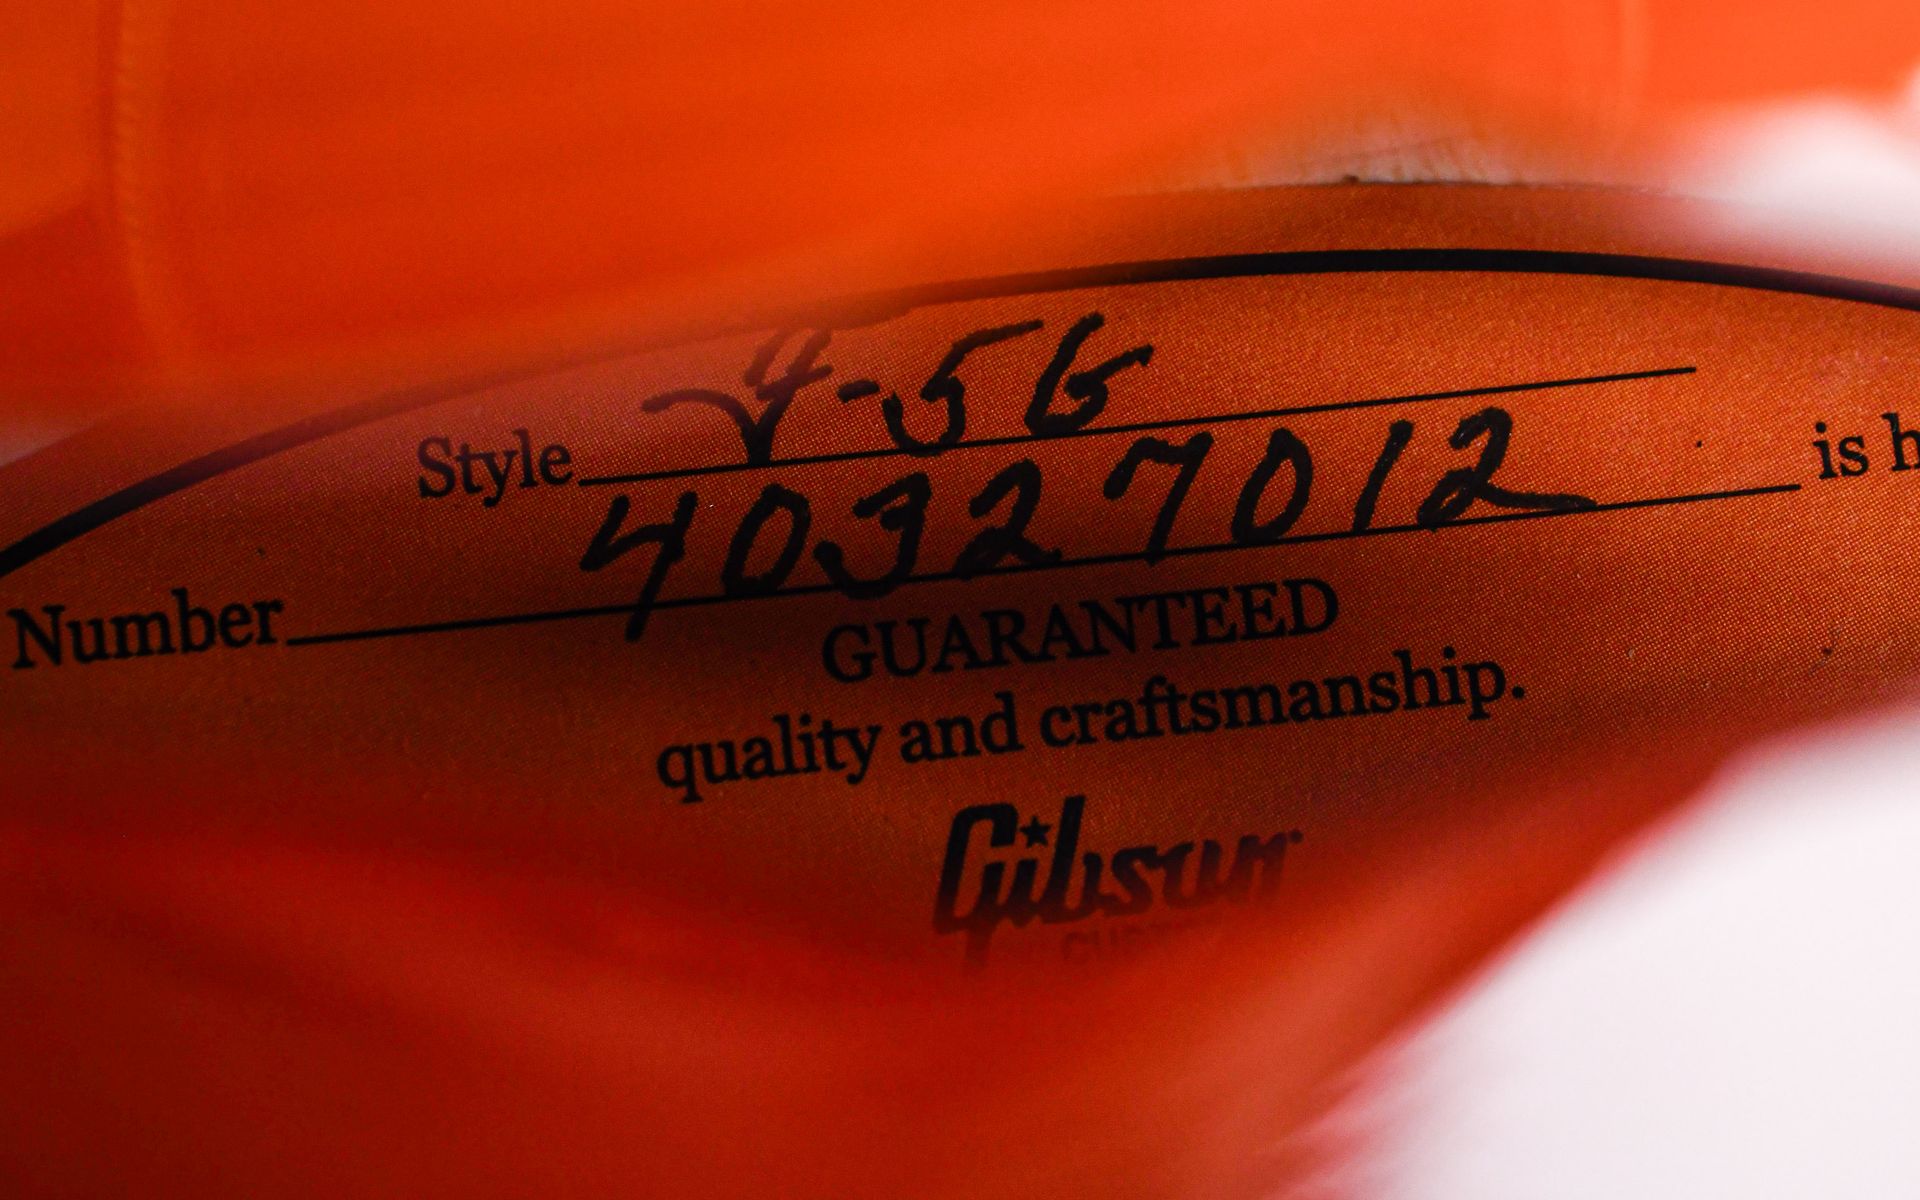 Style F-5G
Number 40327012 is h
GUARANTEED
quality and craftsmanship.
Gibson